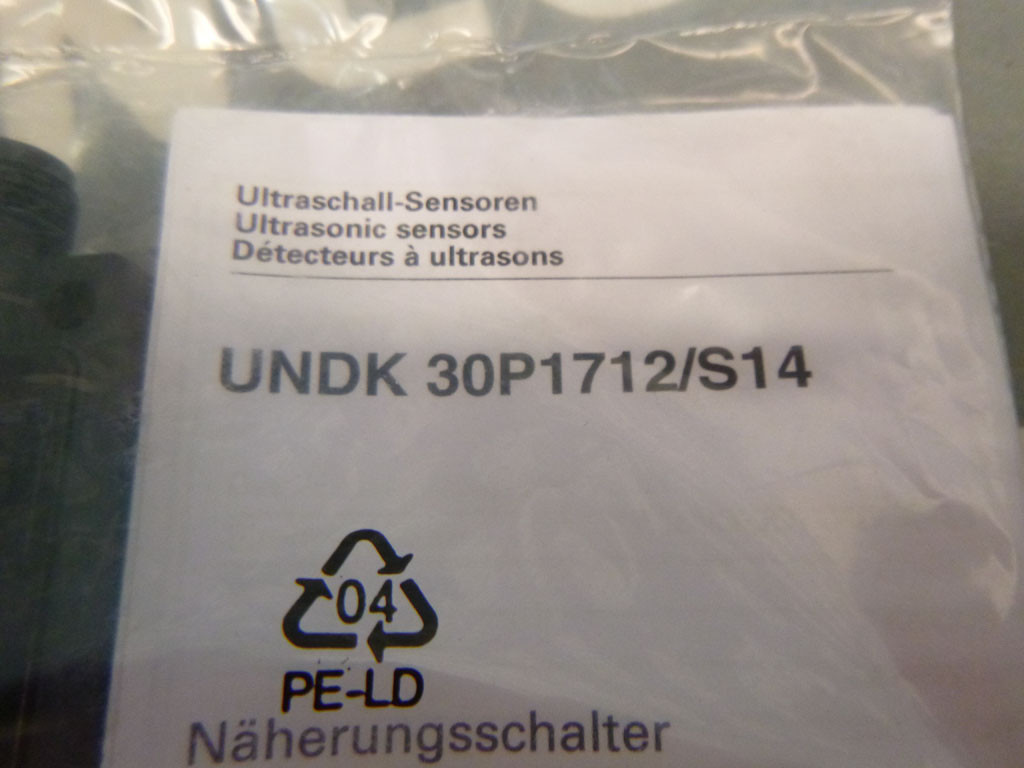 Ultraschall-Sensoren
Ultrasonic sensors
Détecteurs à ultrasons
UNDK 30P1712/S14
04
PE-LD
Näherungsschalter